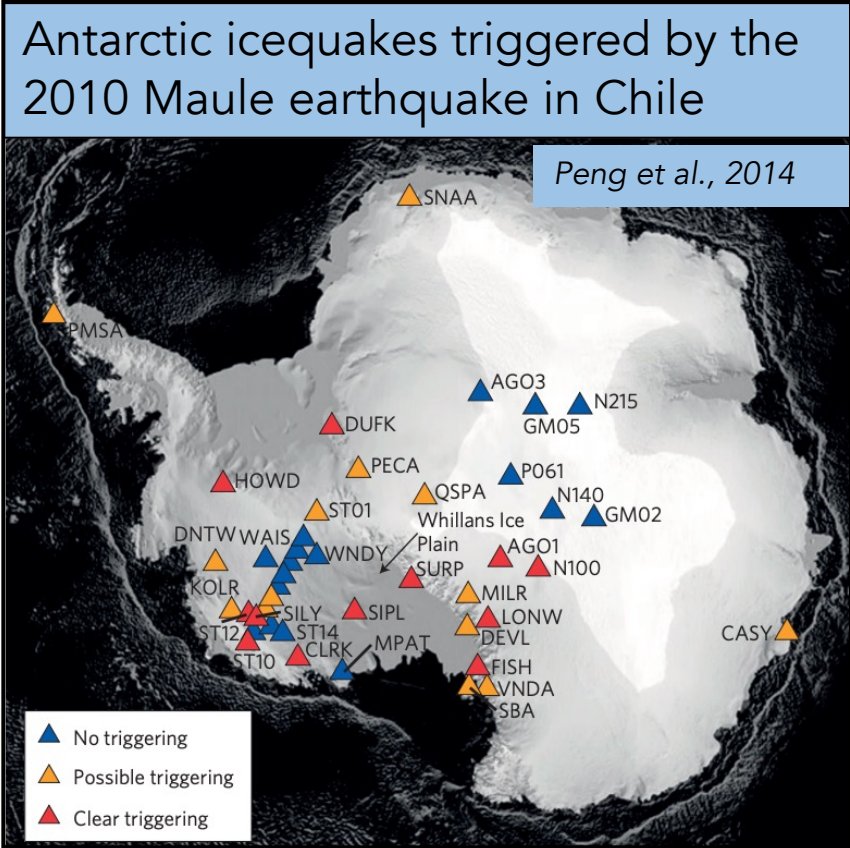 Antarctic icequakes triggered by the
2010 Maule earthquake in Chile
Peng et al., 2014
SNAA
PMSA
AGO3
N215
GM05
DUFK
PECA
P061
HOWD
QSPA
N140
ST01
GM02
Whillans Ice
Plain
DNTW
WAIS
WNDY
AGO1
N100
SURP
KOLR
MILR
SILY
SIPL
LONW
ST12
ST14
DEVL
CASY
MPAT
ST10
CLRK
FISH
VNDA
SBA
No triggering
Possible triggering
Clear triggering